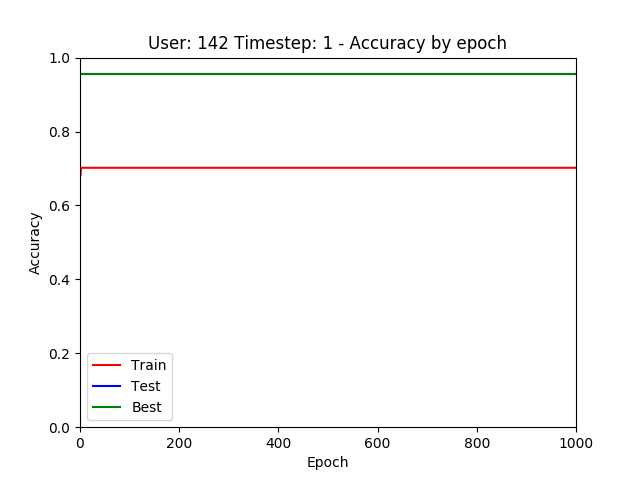 User: 142 Timestep: 1 - Accuracy by epoch
1.0
0.8
0.6
0.4
0.2
0.0
Accuracy
Train
Test
Best
0 200 400 600 800 1000
Epoch